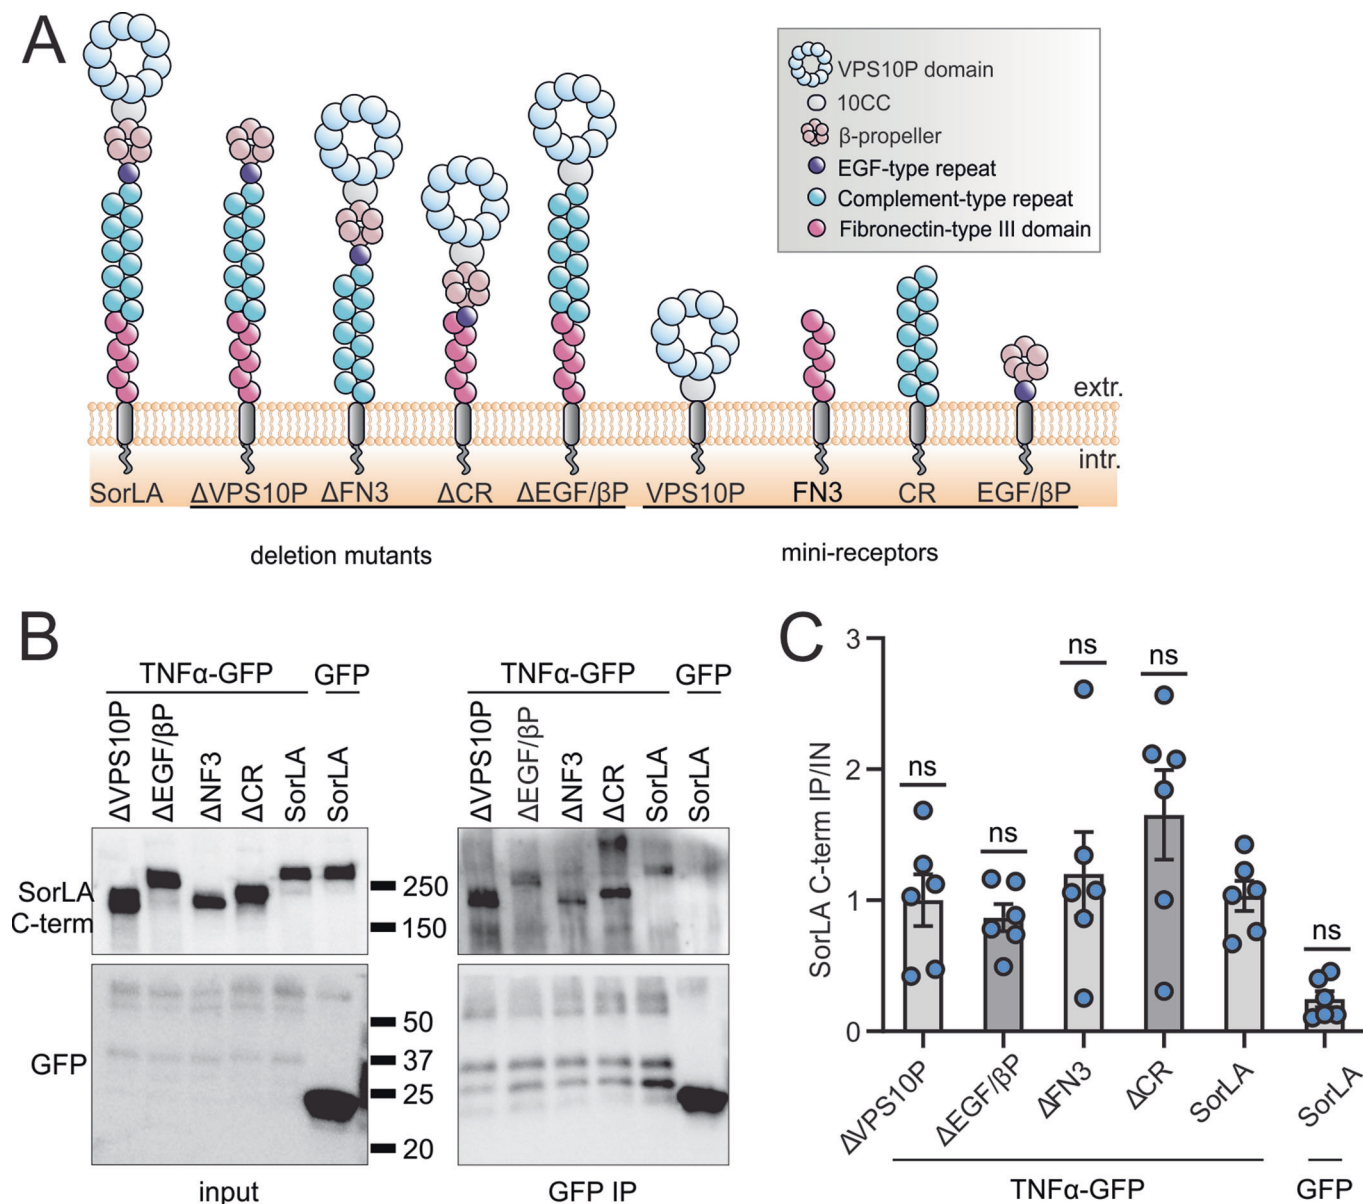 A
VPS10P domain
10CC
β-propeller
EGF-type repeat
Complement-type repeat
Fibronectin-type III domain
extr.
intr.
SorLA ΔVPS10P ΔFN3 ΔCR ΔEGF/βP VPS10P FN3 CR EGF/βP
deletion mutants mini-receptors
B
TNFα-GFP GFP
ΔVPS10P ΔEGF/βP ΔNF3 ΔCR SorLA SorLA
SorLA
C-term
GFP
250
150
50
37
25
20
input
TNFα-GFP GFP
ΔVPS10P ΔEGF/βP ΔNF3 ΔCR SorLA SorLA
GFP IP
C
SorLA C-term IP/IN
3
2
1
0
ns ns ns ns ns
ΔVPS10P ΔEGF/βP ΔFN3 ΔCR SorLA SorLA
TNFα-GFP GFP